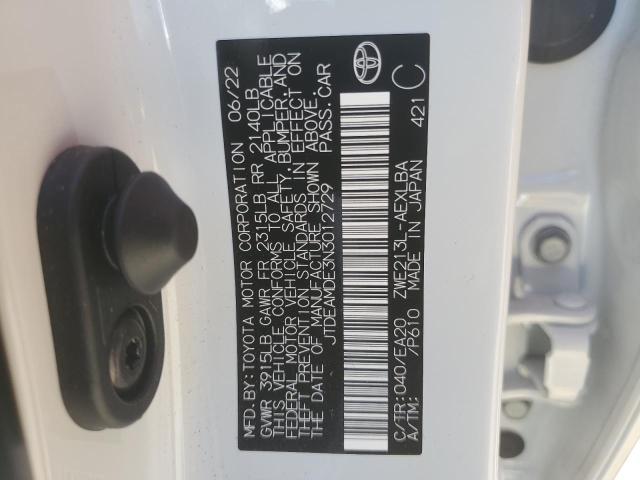 MFD.BY:TOYOTA MOTOR CORPORATION 06/22
GVWR 3915LB GAWR FR 2315LB RR 2140LB
THIS VEHICLE CONFORMS TO ALL APPLICABLE
FEDERAL MOTOR VEHICLE SAFETY, BUMPER, AND
THEFT PREVENTION STANDARDS IN EFFECT ON
THE DATE OF MANUFACTURE SHOWN ABOVE.
JTDEAMDE3N3012729 PASS.CAR
C/TR:040/EA20 ZWE213L-AEXLBA
A/TM: /P610 MADE IN JAPAN 421 C